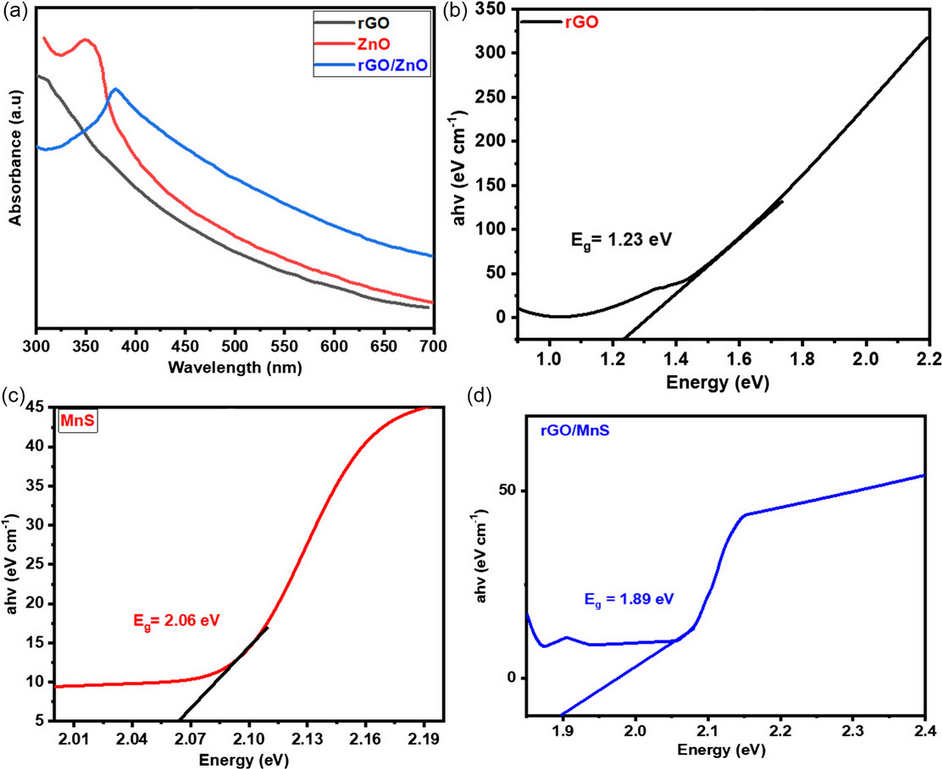 (a)
rGO
ZnO
rGO/ZnO
Absorbance (a.u)
300 350 400 450 500 550 600 650 700
Wavelength (nm)
(b)
rGO
350
300
250
200
150
100
50
0
ahv (eV cm-1)
Eg= 1.23 eV
1.0 1.2 1.4 1.6 1.8 2.0 2.2
Energy (eV)
(c)
MnS
45
40
35
30
25
20
15
10
5
ahv (eV cm-1)
Eg= 2.06 eV
2.01 2.04 2.07 2.10 2.13 2.16 2.19
Energy (eV)
(d)
rGO/MnS
50
0
ahv (eV cm-1)
Eg = 1.89 eV
1.9 2.0 2.1 2.2 2.3 2.4
Energy (eV)